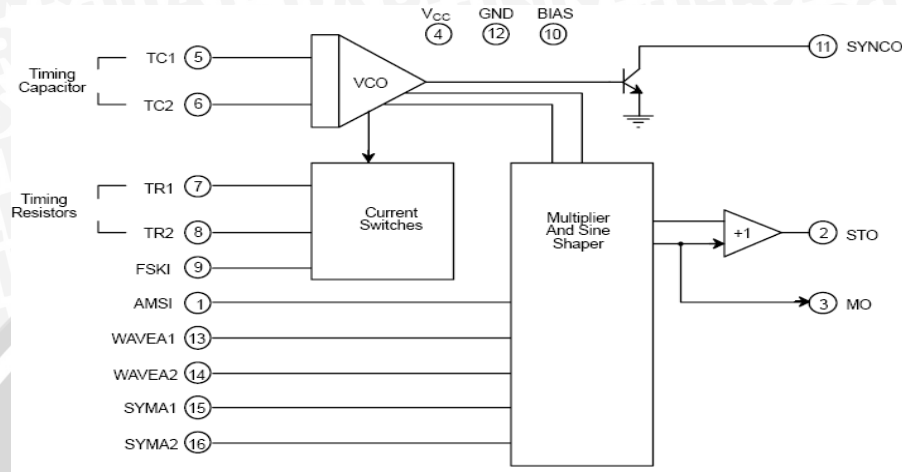 VCC GND BIAS
4 12 10
Timing
Capacitor
TC1 5
TC2 6
VCO
11 SYNCO
Timing
Resistors
TR1 7
TR2 8
FSKI 9
Current
Switches
Multiplier
And Sine
Shaper
+1
2 STO
3 MO
AMSI 1
WAVEA1 13
WAVEA2 14
SYMA1 15
SYMA2 16